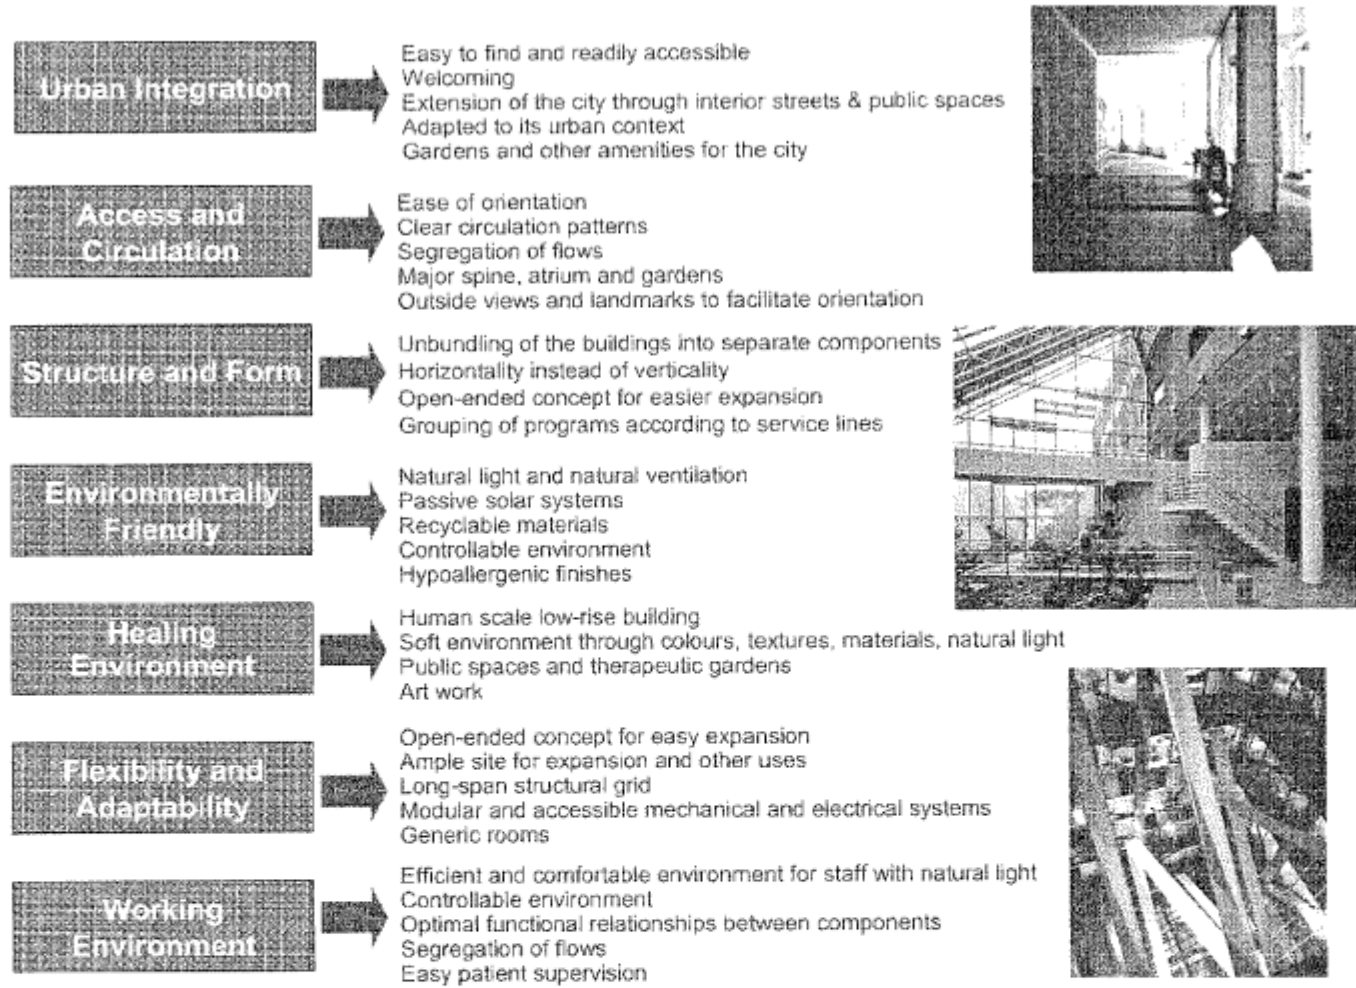 Urban Integration
Easy to find and readily accessible
Welcoming
Extension of the city through interior streets & public spaces
Adapted to its urban context
Gardens and other amenities for the city
Access and
Circulation
Ease of orientation
Clear circulation patterns
Segregation of flows
Major spine, atrium and gardens
Outside views and landmarks to facilitate orientation
Structure and Form
Unbundling of the buildings into separate components
Horizontality instead of verticality
Open-ended concept for easier expansion
Grouping of programs according to service lines
Environmentally
Friendly
Natural light and natural ventilation
Passive solar systems
Recyclable materials
Controllable environment
Hypoallergenic finishes
Healing
Environment
Human scale low-rise building
Soft environment through colours, textures, materials, natural light
Public spaces and therapeutic gardens
Art work
Flexibility and
Adaptability
Open-ended concept for easy expansion
Ample site for expansion and other uses
Long-span structural grid
Modular and accessible mechanical and electrical systems
Generic rooms
Working
Environment
Efficient and comfortable environment for staff with natural light
Controllable environment
Optimal functional relationships between components
Segregation of flows
Easy patient supervision